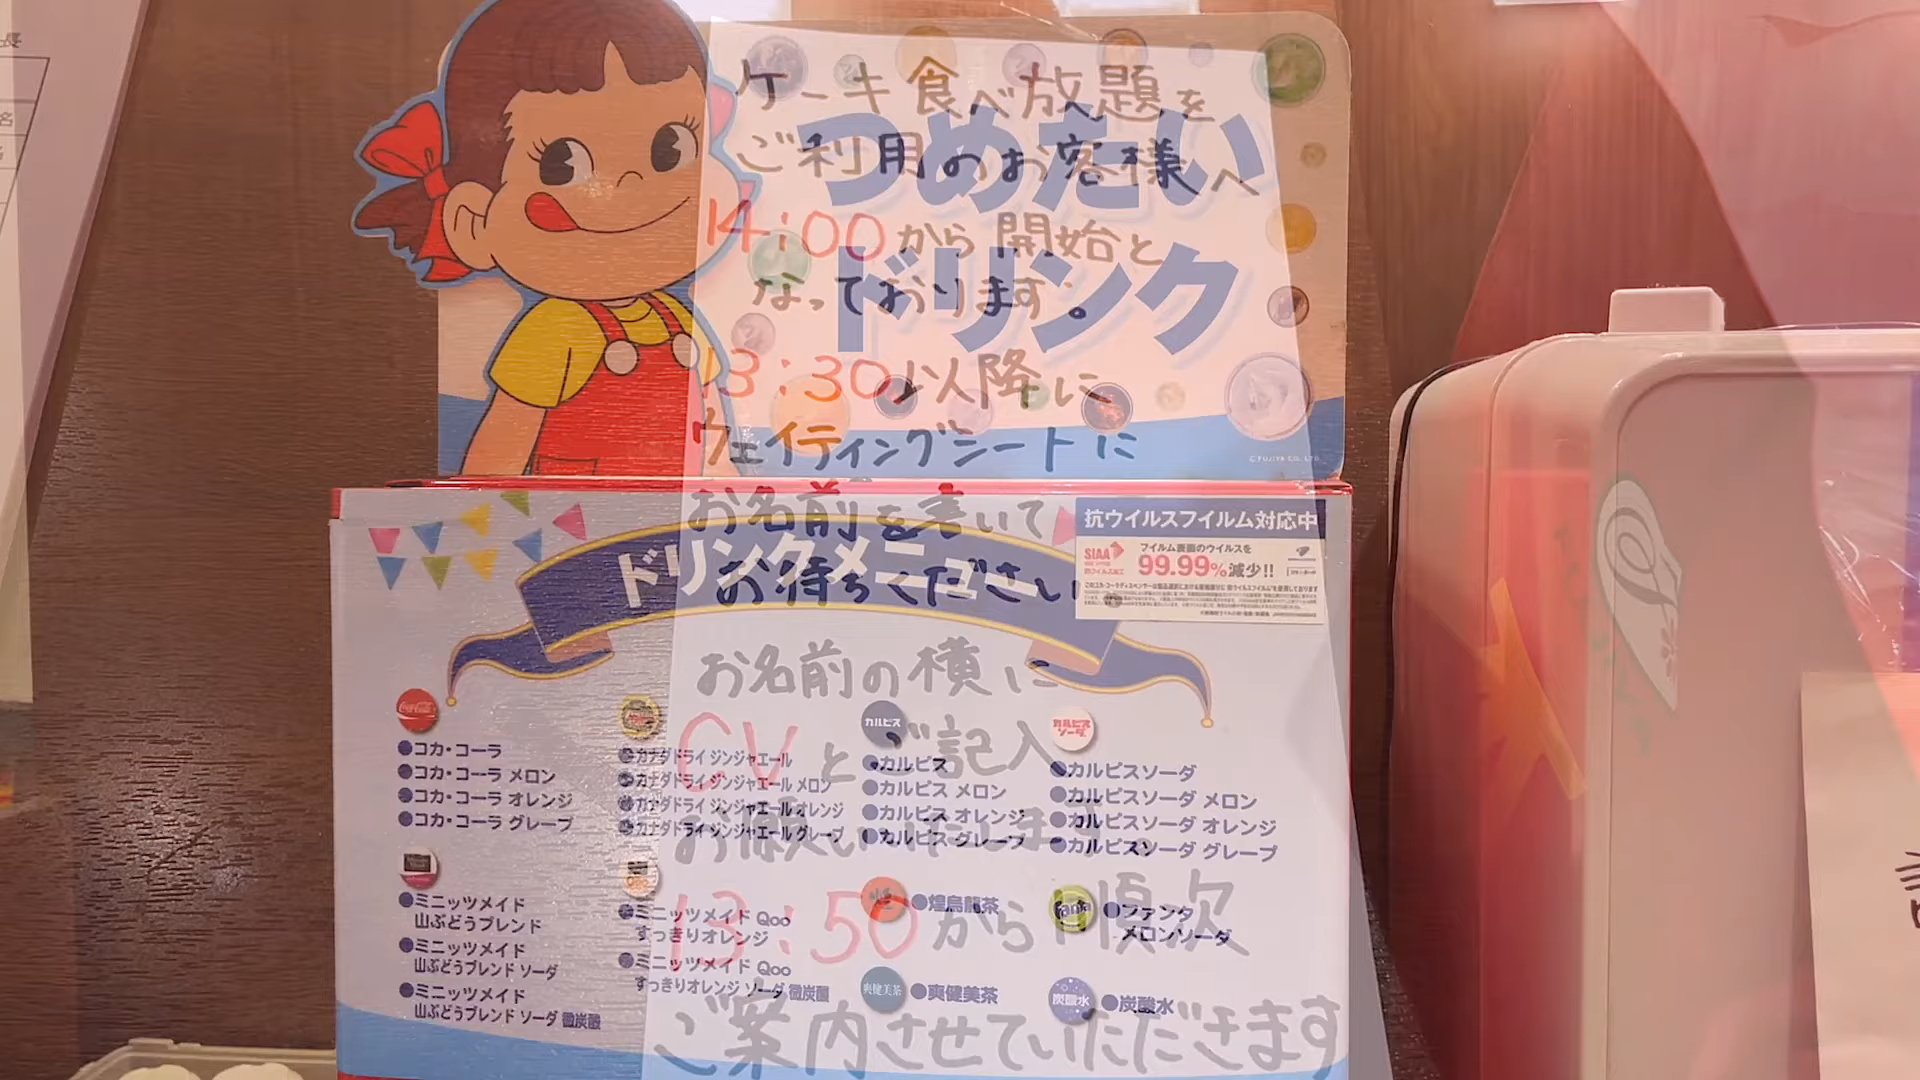 ケーキ食べ放題を
ご利用のお客様へ
14:00から開始と
なっております。
13:30以降に
ウェイティングシートに
お名前を書いて
お待ちください
お名前の横に
CVとご記入
お願いいたします。
13:50から順次
ご案内させていただきます
つめたい
ドリンク
© FUJIYA CO., LTD.
ドリンクメニュー
抗ウイルスフイルム対応中
SIAA
フイルム表面のウイルスを
99.99%減少!!
Coca-Cola
●コカ・コーラ
●コカ・コーラ メロン
●コカ・コーラ オレンジ
●コカ・コーラ グレープ
●カナダドライ ジンジャエール
●カナダドライ ジンジャエール メロン
●カナダドライ ジンジャエール オレンジ
●カナダドライ ジンジャエール グレープ
カルピス
●カルピス
●カルピス メロン
●カルピス オレンジ
●カルピス グレープ
カルピス
ソーダ
●カルピスソーダ
●カルピスソーダ メロン
●カルピスソーダ オレンジ
●カルピスソーダ グレープ
●ミニッツメイド
山ぶどうブレンド
●ミニッツメイド
山ぶどうブレンド ソーダ
●ミニッツメイド
山ぶどうブレンド ソーダ 微炭酸
●ミニッツメイド Qoo
すっきりオレンジ
●ミニッツメイド Qoo
すっきりオレンジ ソーダ 微炭酸
煌
●煌烏龍茶
爽健美茶
●爽健美茶
Fanta
●ファンタ
メロンソーダ
炭酸水
●炭酸水